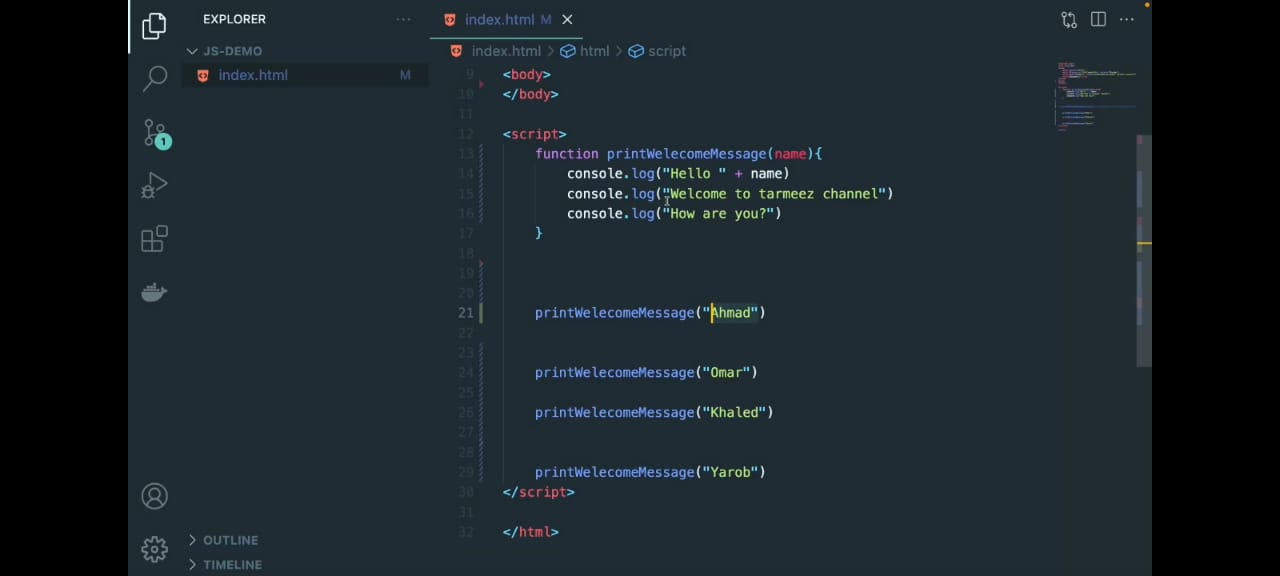 EXPLORER
JS-DEMO
index.html M
1
OUTLINE
TIMELINE
index.html M
index.html > html > script
9 <body>
10 </body>
11
12 <script>
13 function printWelecomeMessage(name){
14 console.log("Hello " + name)
15 console.log("Welcome to tarmeez channel")
16 console.log("How are you?")
17 }
18
19
20
21 printWelecomeMessage("Ahmad")
22
23
24 printWelecomeMessage("Omar")
25
26 printWelecomeMessage("Khaled")
27
28
29 printWelecomeMessage("Yarob")
30 </script>
31
32 </html>